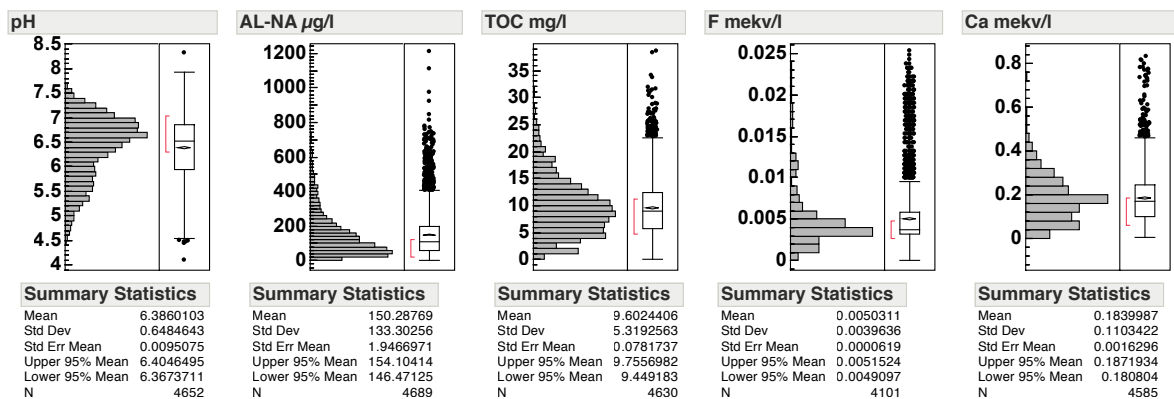 pH
8.5
8
7.5
7
6.5
6
5.5
5
4.5
4
Summary Statistics
Mean 6.3860103
Std Dev 0.6484643
Std Err Mean 0.0095075
Upper 95% Mean 6.4046495
Lower 95% Mean 6.3673711
N 4652
AL-NA µg/l
1200
1000
800
600
400
200
0
Summary Statistics
Mean 150.28769
Std Dev 133.30256
Std Err Mean 1.9466971
Upper 95% Mean 154.10414
Lower 95% Mean 146.47125
N 4689
TOC mg/l
35
30
25
20
15
10
5
0
Summary Statistics
Mean 9.6024406
Std Dev 5.3192563
Std Err Mean 0.0781737
Upper 95% Mean 9.7556982
Lower 95% Mean 9.449183
N 4630
F mekv/l
0.025
0.02
0.015
0.01
0.005
0
Summary Statistics
Mean 0.0050311
Std Dev 0.0039636
Std Err Mean 0.0000619
Upper 95% Mean 0.0051524
Lower 95% Mean 0.0049097
N 4101
Ca mekv/l
0.8
0.6
0.4
0.2
0
Summary Statistics
Mean 0.1839987
Std Dev 0.1103422
Std Err Mean 0.0016296
Upper 95% Mean 0.1871934
Lower 95% Mean 0.180804
N 4585